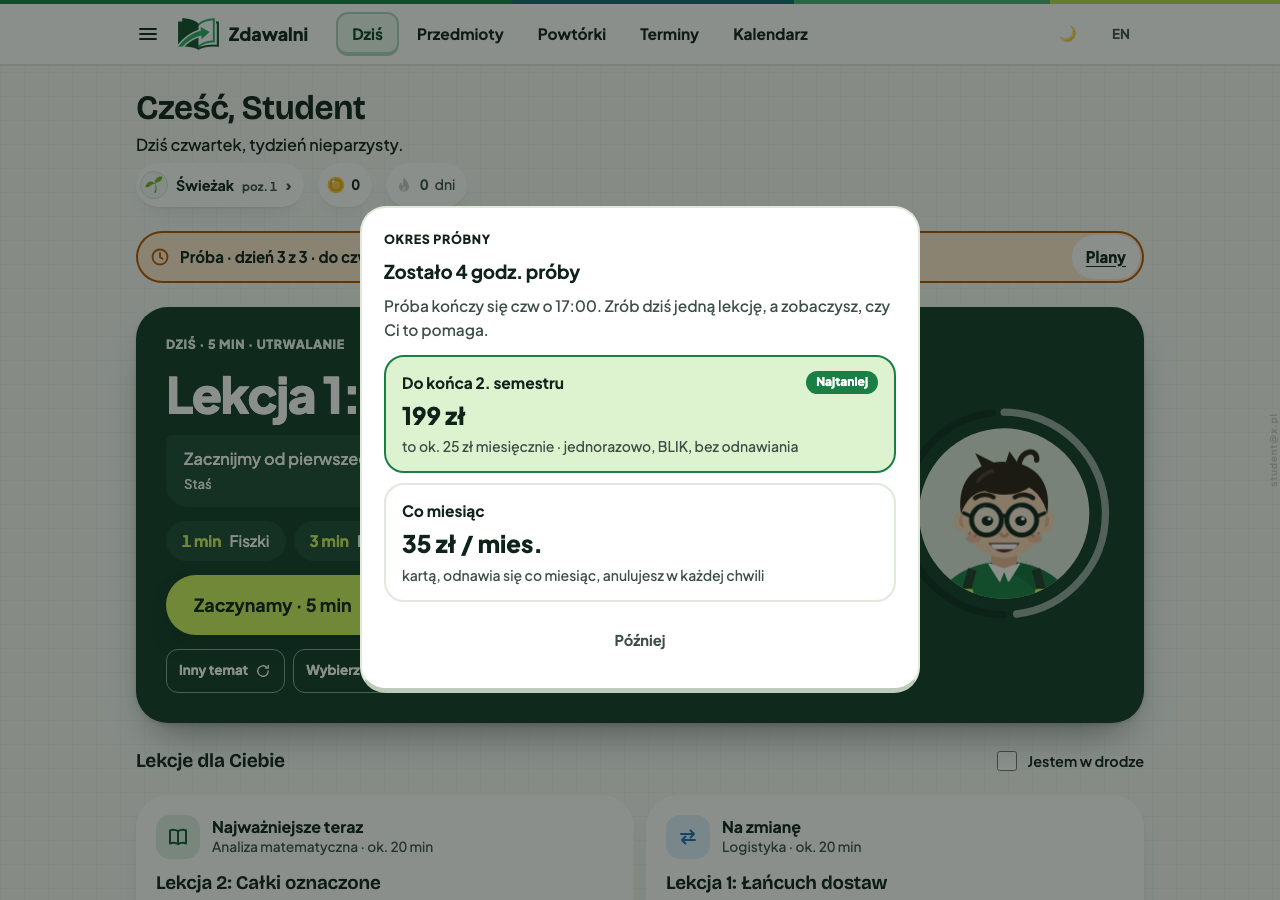 Zdawalni
Dziś
Przedmioty
Powtórki
Terminy
Kalendarz
EN
Cześć, Student
Dziś czwartek, tydzień nieparzysty.
Świeżak poz. 1 ›
0
0 dni
Próba · dzień 3 z 3 · do
Plany
OKRES PRÓBNY
Zostało 4 godz. próby
Próba kończy się czw o 17:00. Zrób dziś jedną lekcję, a zobaczysz, czy
Ci to pomaga.
Do końca 2. semestru
Najtaniej
199 zł
to ok. 25 zł miesięcznie · jednorazowo, BLIK, bez odnawiania
Co miesiąc
35 zł / mies.
kartą, odnawia się co miesiąc, anulujesz w każdej chwili
Później
DZIŚ · 5 MIN · UTRWALANIE
Lekcja 1:
Zacznijmy od
Staś
1 min Fiszki
3 min
Zaczynamy · 5 min
Inny temat
Wybierz
student@x.pl
Lekcje dla Ciebie
Jestem w drodze
Najważniejsze teraz
Analiza matematyczna · ok. 20 min
Lekcja 2: Całki oznaczone
Na zmianę
Logistyka · ok. 20 min
Lekcja 1: Łańcuch dostaw